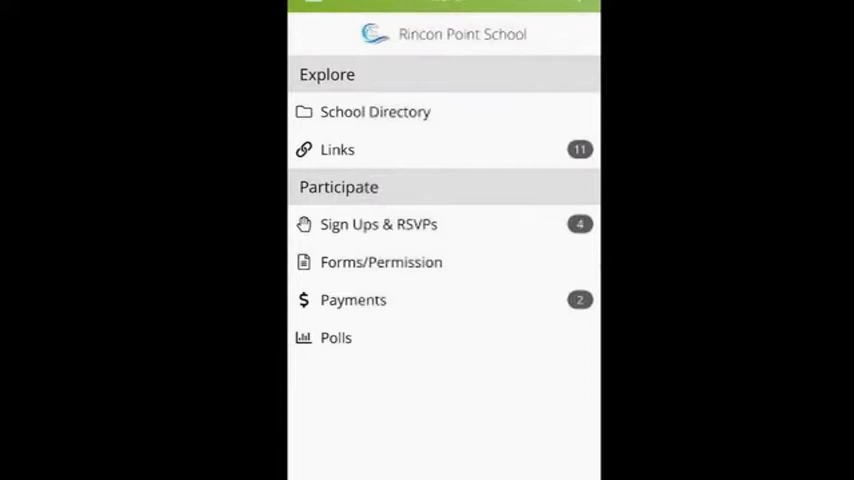 Rincon Point School
Explore
School Directory
Links 11
Participate
Sign Ups & RSVPs 4
Forms/Permission
Payments 2
Polls